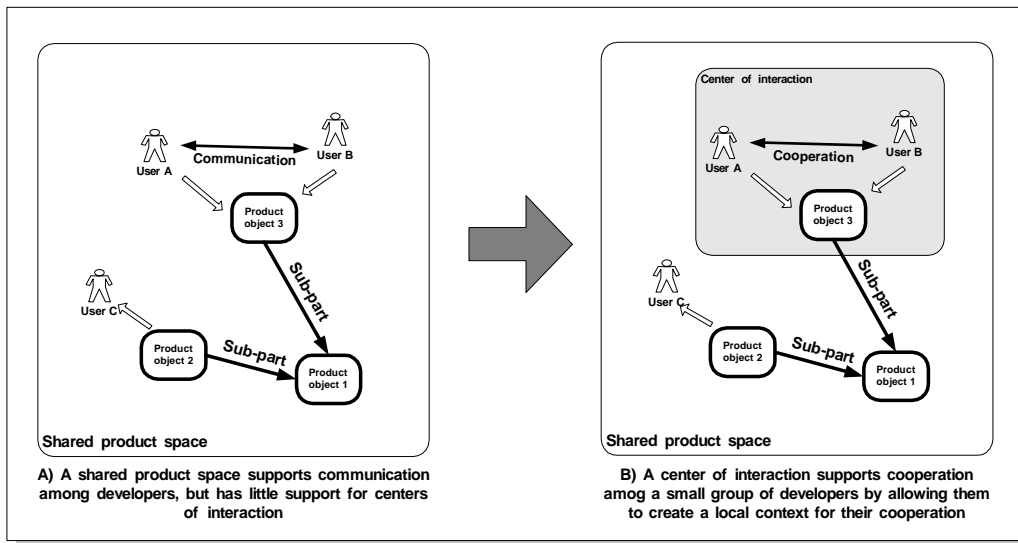 User A
Communication
User B
Product
object 3
Sub-part
User C
Product
object 2
Sub-part
Product
object 1
Shared product space
A) A shared product space supports communication
among developers, but has little support for centers
of interaction
Center of interaction
User A
Cooperation
User B
Product
object 3
Sub-part
User C
Product
object 2
Sub-part
Product
object 1
Shared product space
B) A center of interaction supports cooperation
amog a small group of developers by allowing them
to create a local context for their cooperation